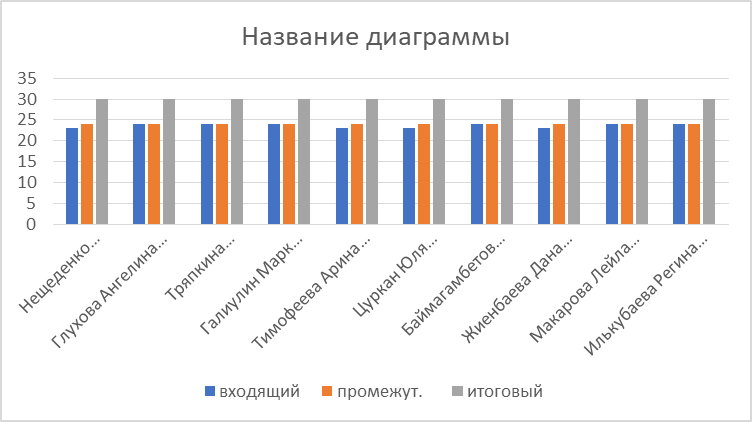 Название диаграммы
35
30
25
20
15
10
5
0
Нещеденко...
Глухова Ангелина...
Тряпкина...
Галиулин Марк...
Тимофеева Арина...
Цуркан Юля...
Баймагамбетов...
Жиенбаева Дана...
Макарова Лейла...
Илькубаева Регина...
входящий промежут. итоговый